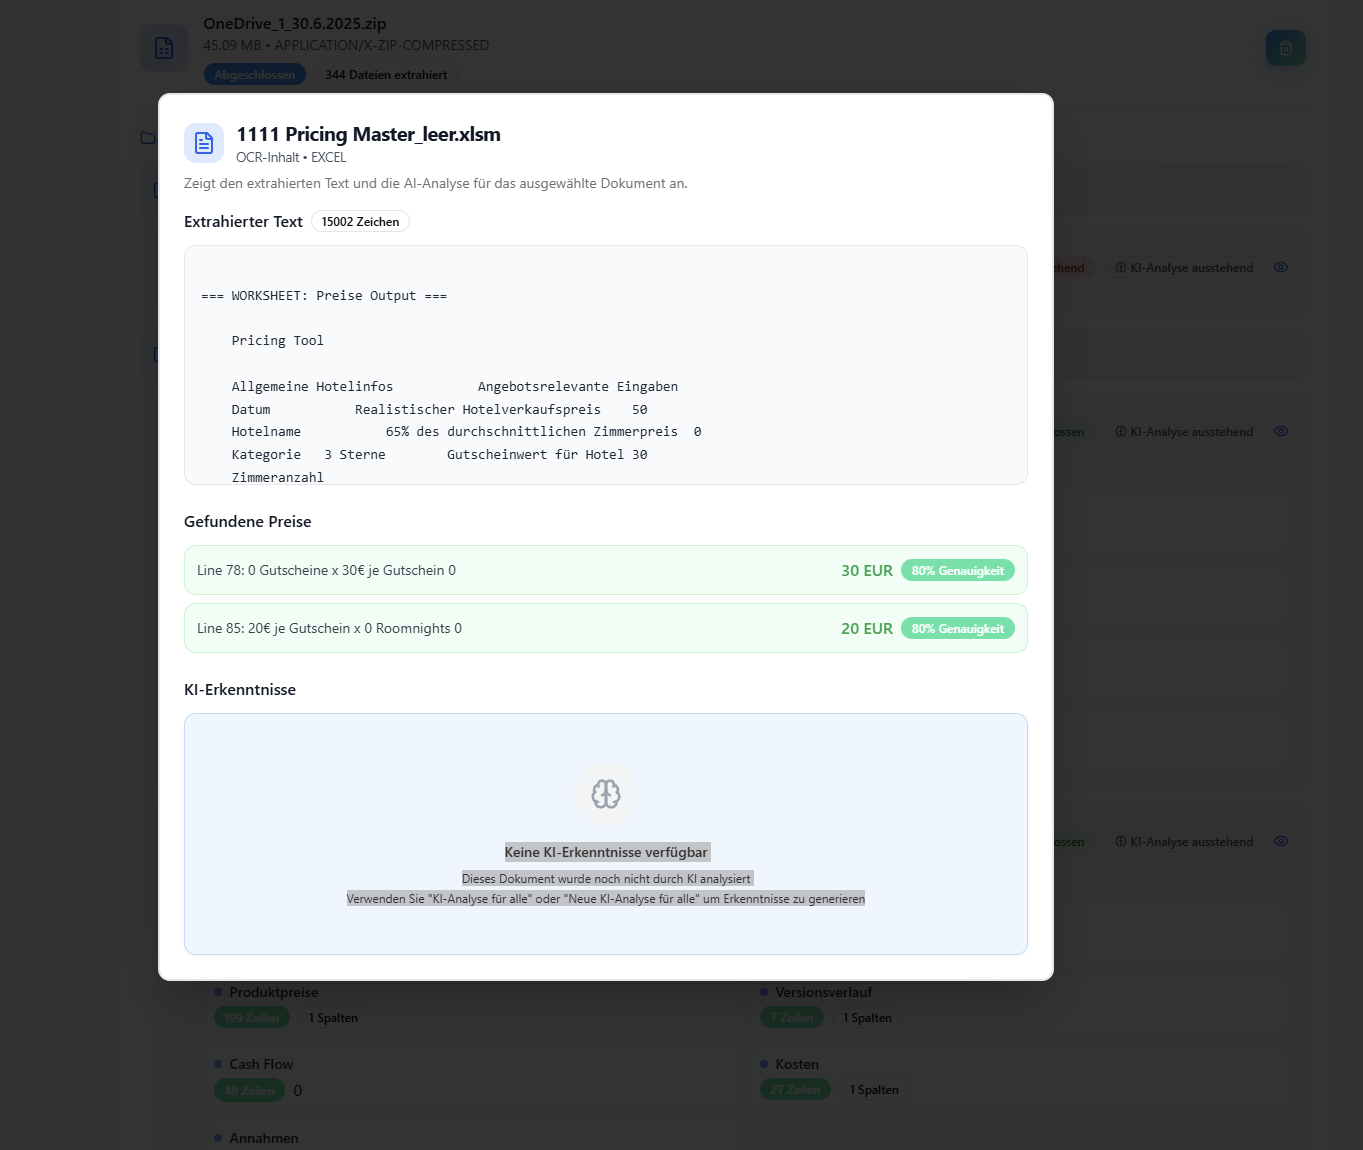 OneDrive_1_30.6.2025.zip
45.09 MB • APPLICATION/X-ZIP-COMPRESSED
Abgeschlossen
344 Dateien extrahiert
1111 Pricing Master_leer.xlsm
OCR-Inhalt • EXCEL
Zeigt den extrahierten Text und die AI-Analyse für das ausgewählte Dokument an.
Extrahierter Text 15002 Zeichen
=== WORKSHEET: Preise Output ===
Pricing Tool
Allgemeine Hotelinfos Angebotsrelevante Eingaben
Datum Realistischer Hotelverkaufspreis 50
Hotelname 65% des durchschnittlichen Zimmerpreis 0
Kategorie 3 Sterne Gutscheinwert für Hotel 30
Zimmeranzahl
Gefundene Preise
Line 78: 0 Gutscheine x 30€ je Gutschein 0 30 EUR 80% Genauigkeit
Line 85: 20€ je Gutschein x 0 Roomnights 0 20 EUR 80% Genauigkeit
KI-Erkenntnisse
Keine KI-Erkenntnisse verfügbar
Dieses Dokument wurde noch nicht durch KI analysiert
Verwenden Sie "KI-Analyse für alle" oder "Neue KI-Analyse für alle" um Erkenntnisse zu generieren
ehend KI-Analyse ausstehend
ossen KI-Analyse ausstehend
ossen KI-Analyse ausstehend
Produktpreise
199 Zeilen 1 Spalten
Versionsverlauf
7 Zeilen 1 Spalten
Cash Flow
48 Zeilen 0
Kosten
27 Zeilen 1 Spalten
Annahmen